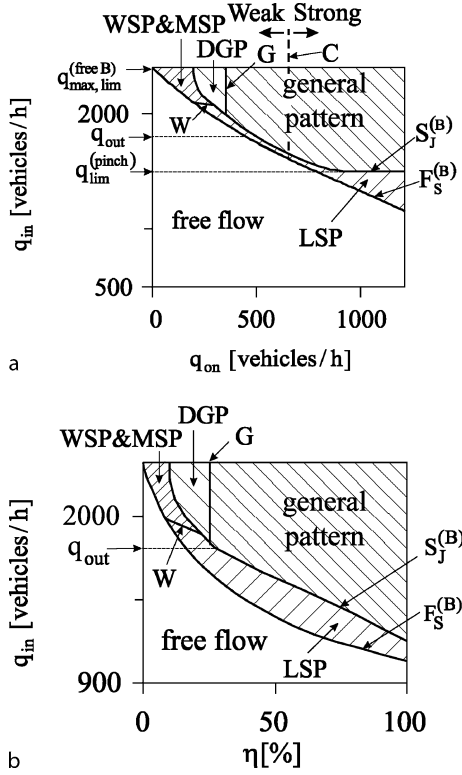 Weak Strong
WSP&MSP
DGP
G
C
q_max, lim^(free B)
general
pattern
2000
W
q_out
S_J^(B)
q_lim^(pinch)
F_S^(B)
q_in [vehicles/h]
free flow
LSP
500
0 500 1000
q_on [vehicles/h]
a
DGP
WSP&MSP
G
2000
general
pattern
q_out
W
S_J^(B)
F_S^(B)
q_in [vehicles/h]
free flow
LSP
900
0 50 100
η[%]
b